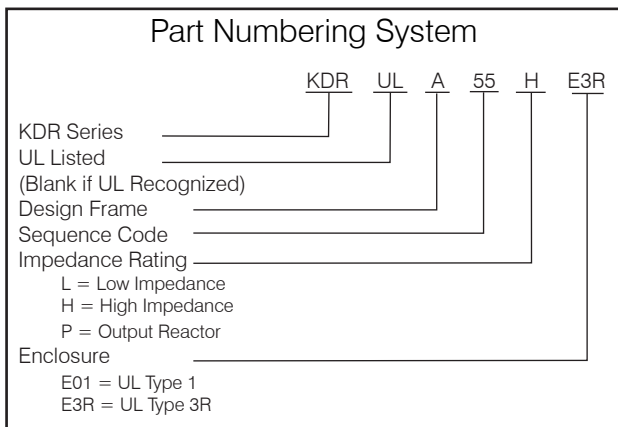 Part Numbering System
KDR UL A 55 H E3R
KDR Series
UL Listed
(Blank if UL Recognized)
Design Frame
Sequence Code
Impedance Rating
L = Low Impedance
H = High Impedance
P = Output Reactor
Enclosure
E01 = UL Type 1
E3R = UL Type 3R